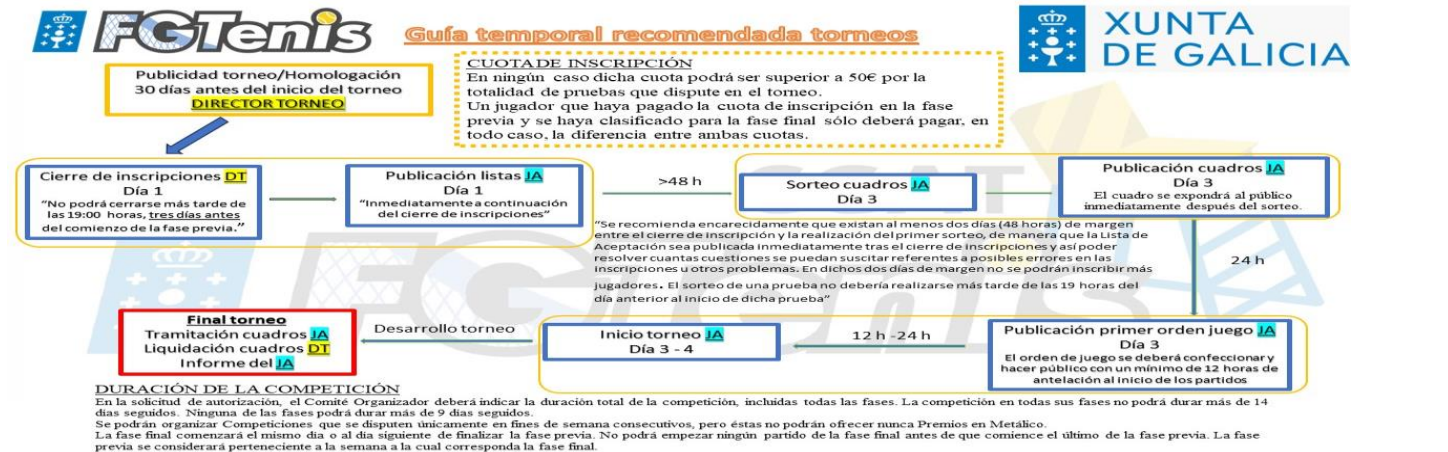 FGTenis
Guía temporal recomendada torneos
XUNTA
DE GALICIA
Publicidad torneo/Homologación
30 días antes del inicio del torneo
DIRECTOR TORNEO
CUOTA DE INSCRIPCIÓN
En ningún caso dicha cuota podrá ser superior a 50€ por la
totalidad de pruebas que dispute en el torneo.
Un jugador que haya pagado la cuota de inscripción en la fase
previa y se haya clasificado para la fase final sólo deberá pagar, en
todo caso, la diferencia entre ambas cuotas.
Cierre de inscripciones DT
Día 1
"No podrá cerrarse más tarde de
las 19:00 horas, tres días antes
del comienzo de la fase previa."
Publicación listas JA
Día 1
"Inmediatamente a continuación
del cierre de inscripciones"
>48 h
Sorteo cuadros JA
Día 3
Publicación cuadros JA
Día 3
El cuadro se expondrá al público
inmediatamente después del sorteo.
"Se recomienda encarecidamente que existan al menos dos días (48 horas) de margen
entre el cierre de inscripción y la realización del primer sorteo, de manera que la Lista de
Aceptación sea publicada inmediatamente tras el cierre de inscripciones y así poder
resolver cuantas cuestiones se puedan suscitar referentes a posibles errores en las
inscripciones u otros problemas. En dichos dos días de margen no se podrán inscribir más
jugadores. El sorteo de una prueba no debería realizarse más tarde de las 19 horas del
día anterior al inicio de dicha prueba"
24 h
Publicación primer orden juego JA
Día 3
El orden de juego se deberá confeccionar y
hacer público con un mínimo de 12 horas de
antelación al inicio de los partidos
12 h -24 h
Inicio torneo JA
Día 3 - 4
Desarrollo torneo
Final torneo
Tramitación cuadros JA
Liquidación cuadros DT
Informe del JA
CCAT
FGTenis
DURACIÓN DE LA COMPETICIÓN
En la solicitud de autorización, el Comité Organizador deberá indicar la duración total de la competición, incluidas todas las fases. La competición en todas sus fases no podrá durar más de 14
días seguidos. Ninguna de las fases podrá durar más de 9 días seguidos.
Se podrán organizar Competiciones que se disputen únicamente en fines de semana consecutivos, pero éstas no podrán ofrecer nunca Premios en Metálico.
La fase final comenzará el mismo día o al día siguiente de finalizar la fase previa. No podrá empezar ningún partido de la fase final antes de que comience el último de la fase previa. La fase
previa se considerará perteneciente a la semana a la cual corresponda la fase final.